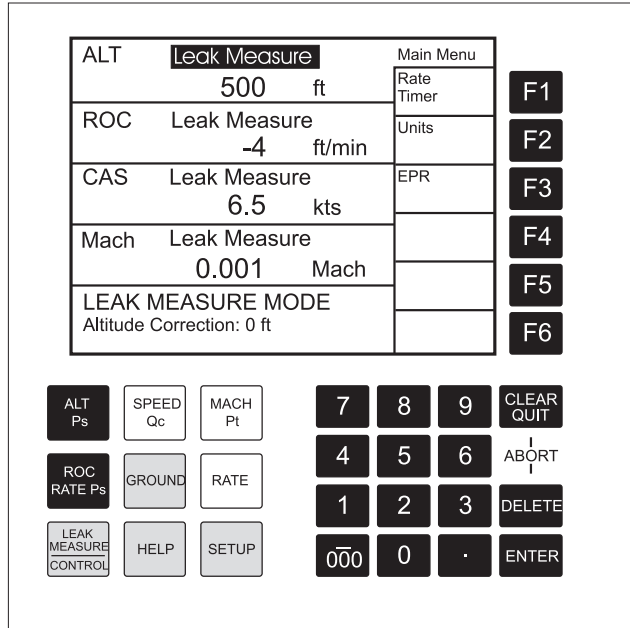 ALT Leak Measure Main Menu
500 ft
Rate
Timer
F1
ROC Leak Measure
-4 ft/min
Units
F2
CAS Leak Measure
6.5 kts
EPR
F3
Mach Leak Measure
0.001 Mach
F4
LEAK MEASURE MODE
Altitude Correction: 0 ft
F5
F6
ALT
Ps
SPEED
Qc
MACH
Pt
7 8 9
CLEAR
QUIT
ROC
RATE Ps
GROUND
RATE
4 5 6
ABORT
1 2 3
DELETE
LEAK
MEASURE
CONTROL
HELP
SETUP
000 0 .
ENTER